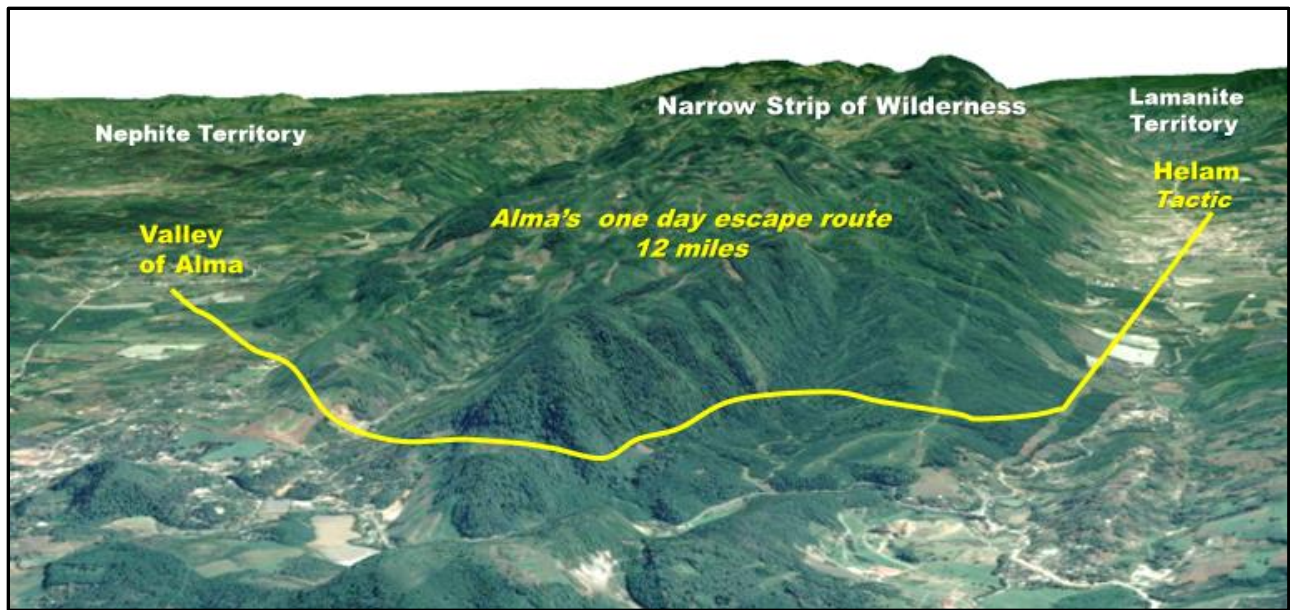 Nephite Territory
Narrow Strip of Wilderness
Lamanite
Territory
Helam
Tactic
Alma's one day escape route
12 miles
Valley
of Alma